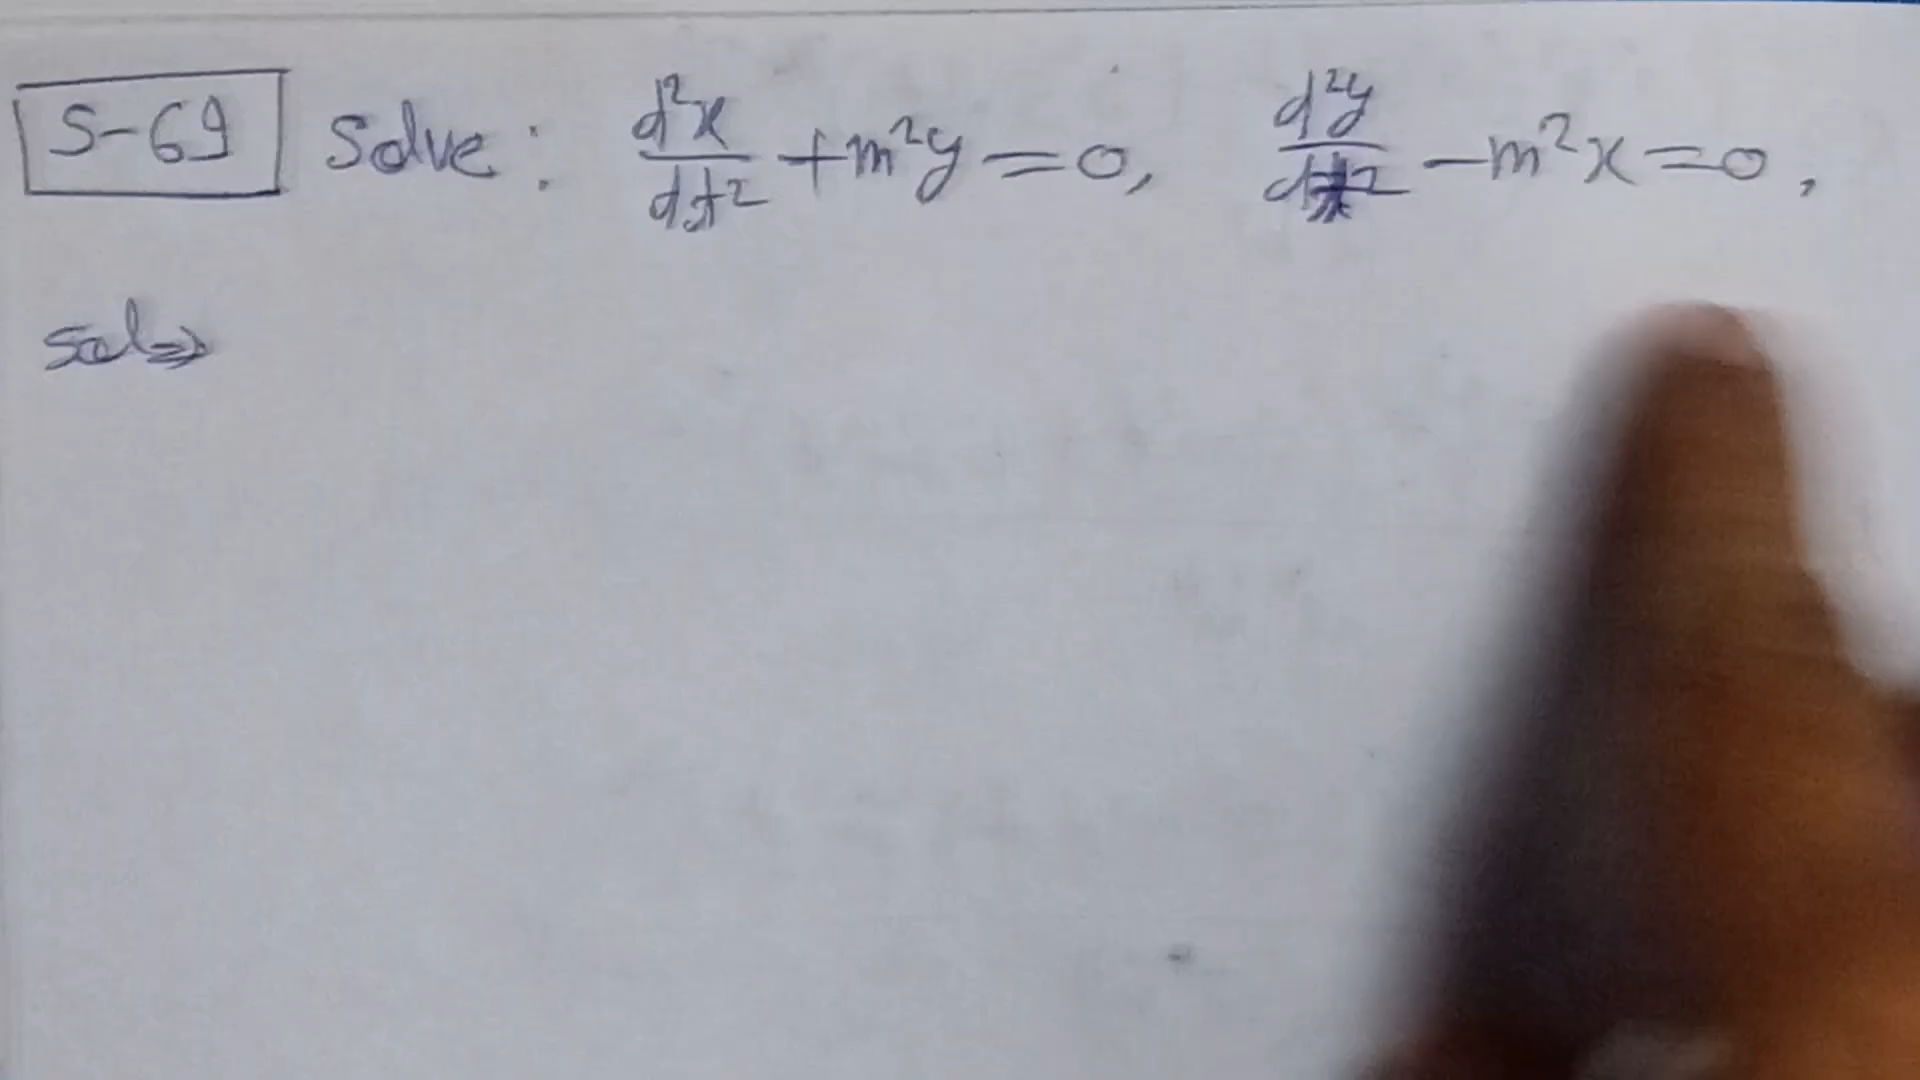 S-69 Solve: d²x/dt² + m²y = 0, d²y/dt² - m²x = 0,
Sol⇒